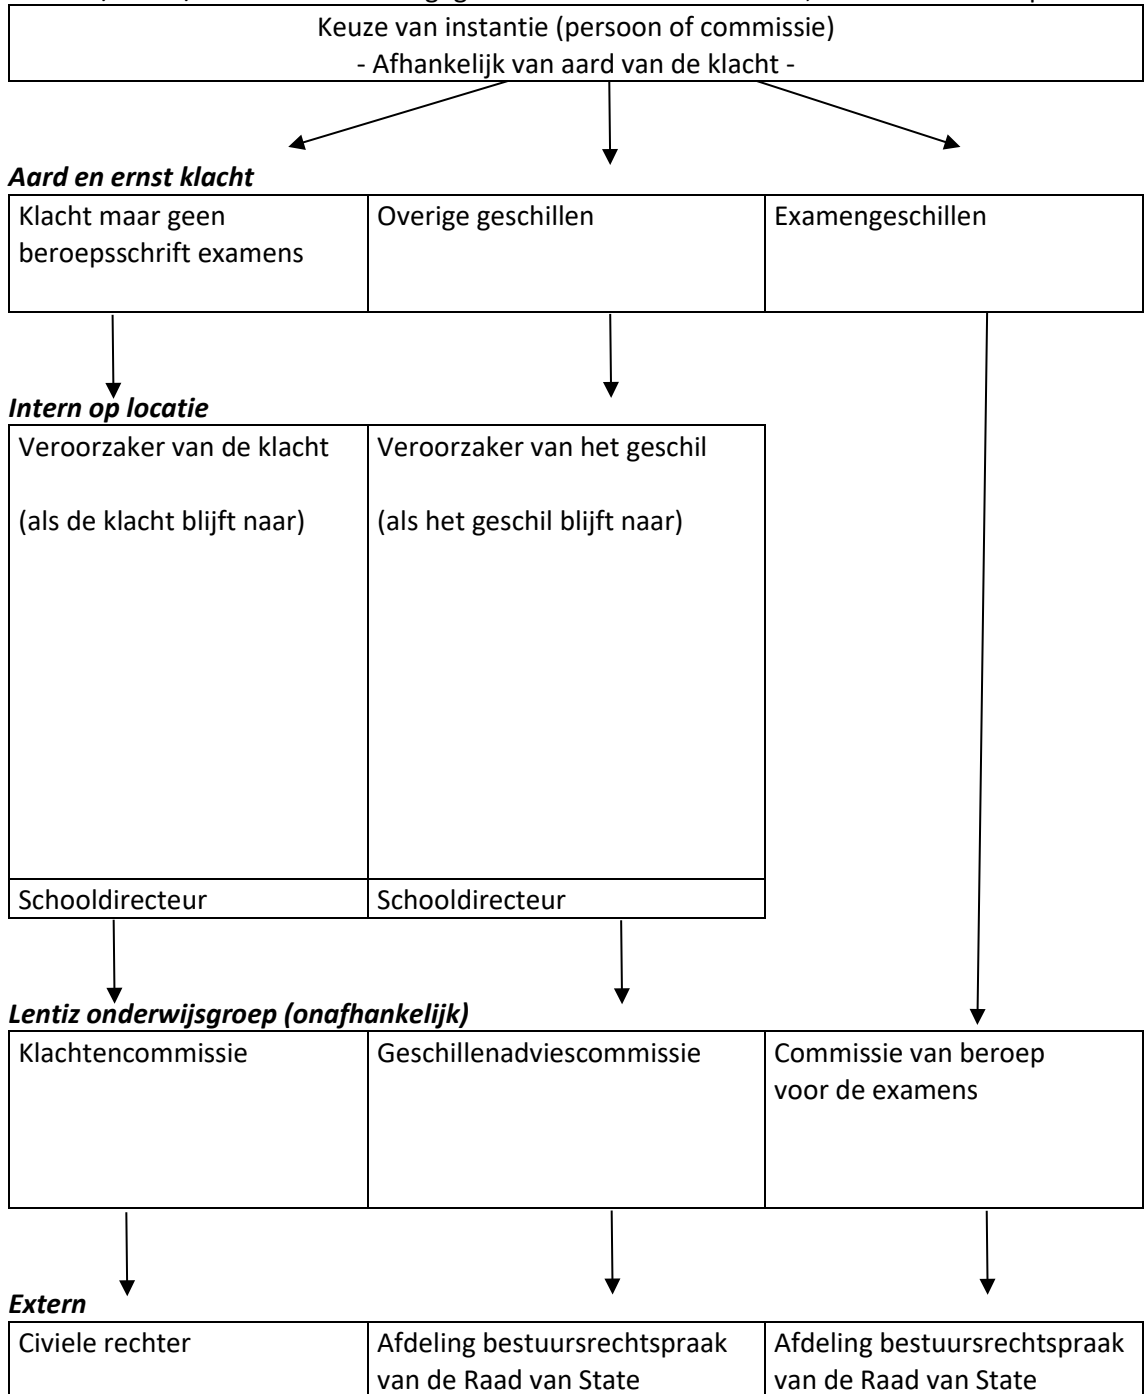 Keuze van instantie (persoon of commissie)
- Afhankelijk van aard van de klacht -
Aard en ernst klacht
Klacht maar geen
beroepsschrift examens
Overige geschillen
Examengeschillen
Intern op locatie
Veroorzaker van de klacht
(als de klacht blijft naar)
Veroorzaker van het geschil
(als het geschil blijft naar)
Schooldirecteur
Schooldirecteur
Lentiz onderwijsgroep (onafhankelijk)
Klachtencommissie
Geschillenadviescommissie
Commissie van beroep
voor de examens
Extern
Civiele rechter
Afdeling bestuursrechtspraak
van de Raad van State
Afdeling bestuursrechtspraak
van de Raad van State